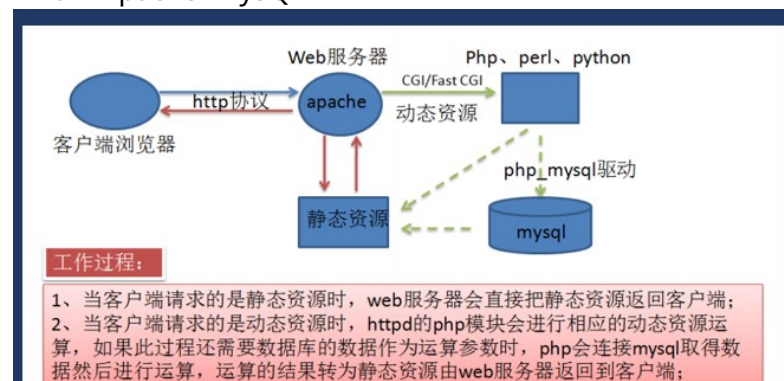 Web服务器
Php、perl、python
CGI/Fast CGI
http协议
apache
动态资源
客户端浏览器
php_mysql驱动
静态资源
mysql
工作过程：
1、当客户端请求的是静态资源时，web服务器会直接把静态资源返回客户端；
2、当客户端请求的是动态资源时，httpd的php模块会进行相应的动态资源运
算，如果此过程还需要数据库的数据作为运算参数时，php会连接mysql取得数
据然后进行运算，运算的结果转为静态资源由web服务器返回到客户端；